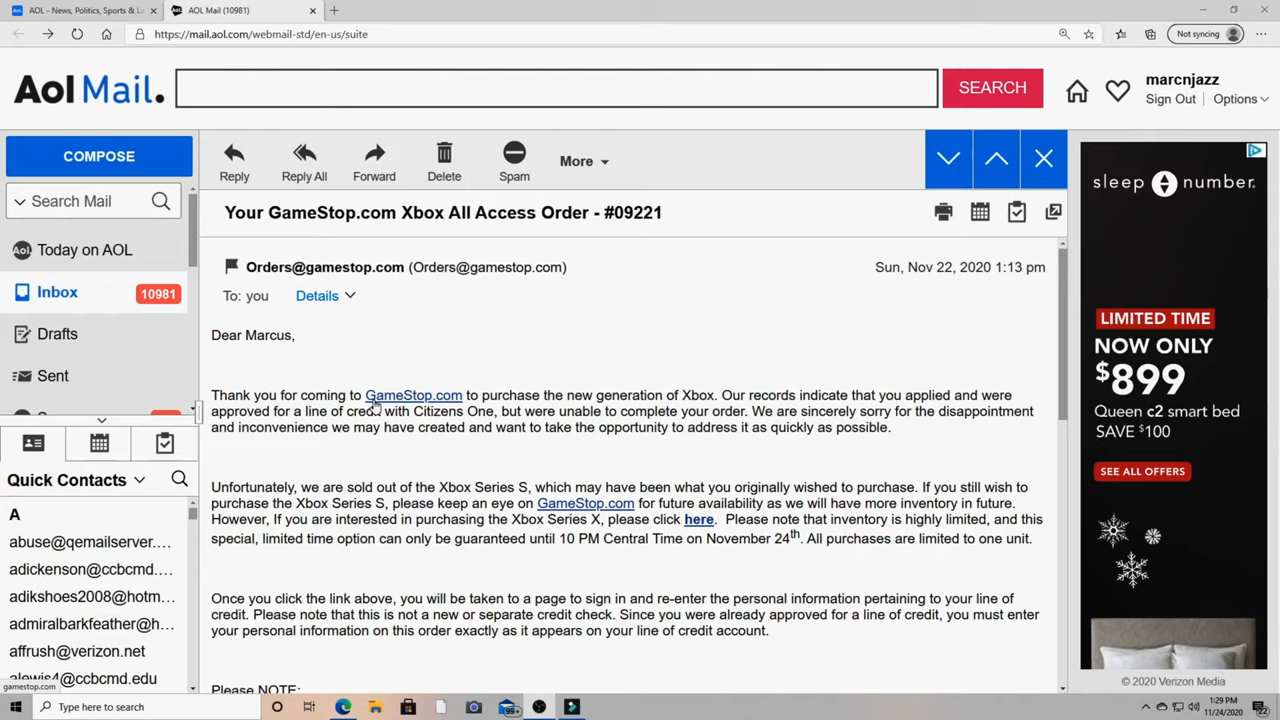 AOL - News, Politics, Sports & La
AOL Mail (10981)
https://mail.aol.com/webmail-std/en-us/suite
Not syncing
Aol Mail.
SEARCH
marcnjazz
Sign Out
Options
COMPOSE
Reply
Reply All
Forward
Delete
Spam
More
Search Mail
Your GameStop.com Xbox All Access Order - #09221
Aol. Today on AOL
Orders@gamestop.com (Orders@gamestop.com)
Sun, Nov 22, 2020 1:13 pm
Inbox
10981
To: you
Details
Drafts
Dear Marcus,
Sent
Thank you for coming to GameStop.com to purchase the new generation of Xbox. Our records indicate that you applied and were
approved for a line of credit with Citizens One, but were unable to complete your order. We are sincerely sorry for the disappointment
and inconvenience we may have created and want to take the opportunity to address it as quickly as possible.
Quick Contacts
Unfortunately, we are sold out of the Xbox Series S, which may have been what you originally wished to purchase. If you still wish to
purchase the Xbox Series S, please keep an eye on GameStop.com for future availability as we will have more inventory in future.
However, If you are interested in purchasing the Xbox Series X, please click here. Please note that inventory is highly limited, and this
special, limited time option can only be guaranteed until 10 PM Central Time on November 24th. All purchases are limited to one unit.
A
abuse@qemailserver....
adickenson@ccbcmd....
adikshoes2008@hotm...
admiralbarkfeather@h...
affrush@verizon.net
alewis4@ccbcmd.edu
Once you click the link above, you will be taken to a page to sign in and re-enter the personal information pertaining to your line of
credit. Please note that this is not a new or separate credit check. Since you were already approved for a line of credit, you must enter
your personal information on this order exactly as it appears on your line of credit account.
Please NOTE:
sleep number.
LIMITED TIME
NOW ONLY
$899
Queen c2 smart bed
SAVE $100
SEE ALL OFFERS
© 2020 Verizon Media
gamestop.com
Type here to search
99+
1:29 PM
11/24/2020
22